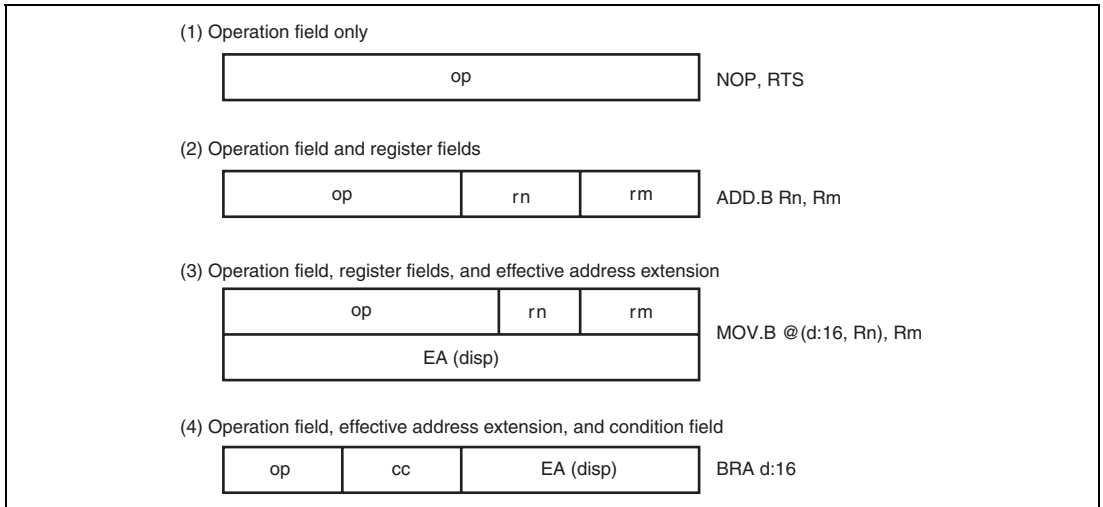 (1) Operation field only
op
NOP, RTS
(2) Operation field and register fields
op rn rm
ADD.B Rn, Rm
(3) Operation field, register fields, and effective address extension
op rn rm
EA (disp)
MOV.B @(d:16, Rn), Rm
(4) Operation field, effective address extension, and condition field
op cc EA (disp)
BRA d:16